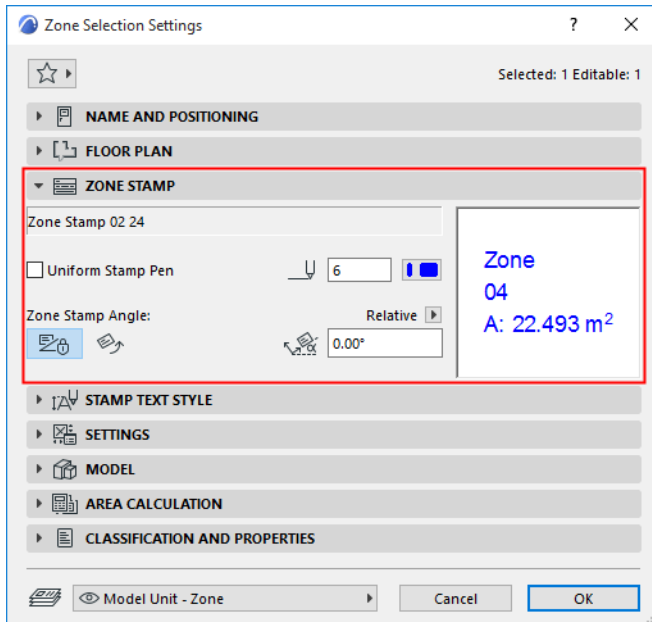 Zone Selection Settings
?
Selected: 1 Editable: 1
NAME AND POSITIONING
FLOOR PLAN
ZONE STAMP
Zone Stamp 02 24
Uniform Stamp Pen
6
Zone Stamp Angle:
Relative
0.00°
Zone
04
A: 22.493 m²
STAMP TEXT STYLE
SETTINGS
MODEL
AREA CALCULATION
CLASSIFICATION AND PROPERTIES
Model Unit - Zone
Cancel
OK